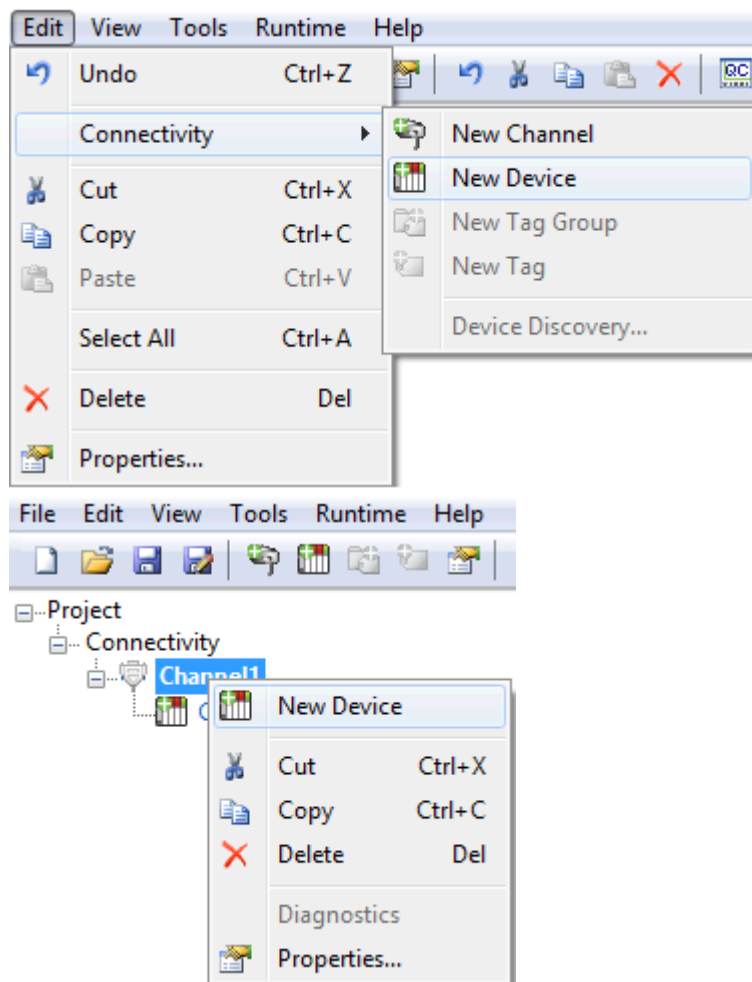 Edit View Tools Runtime Help
Undo Ctrl+Z
QC
Connectivity
New Channel
New Device
Cut Ctrl+X
New Tag Group
Copy Ctrl+C
New Tag
Paste Ctrl+V
Device Discovery...
Select All Ctrl+A
Delete Del
Properties...
File Edit View Tools Runtime Help
Project
Connectivity
Channel1
New Device
Cut Ctrl+X
Copy Ctrl+C
Delete Del
Diagnostics
Properties...